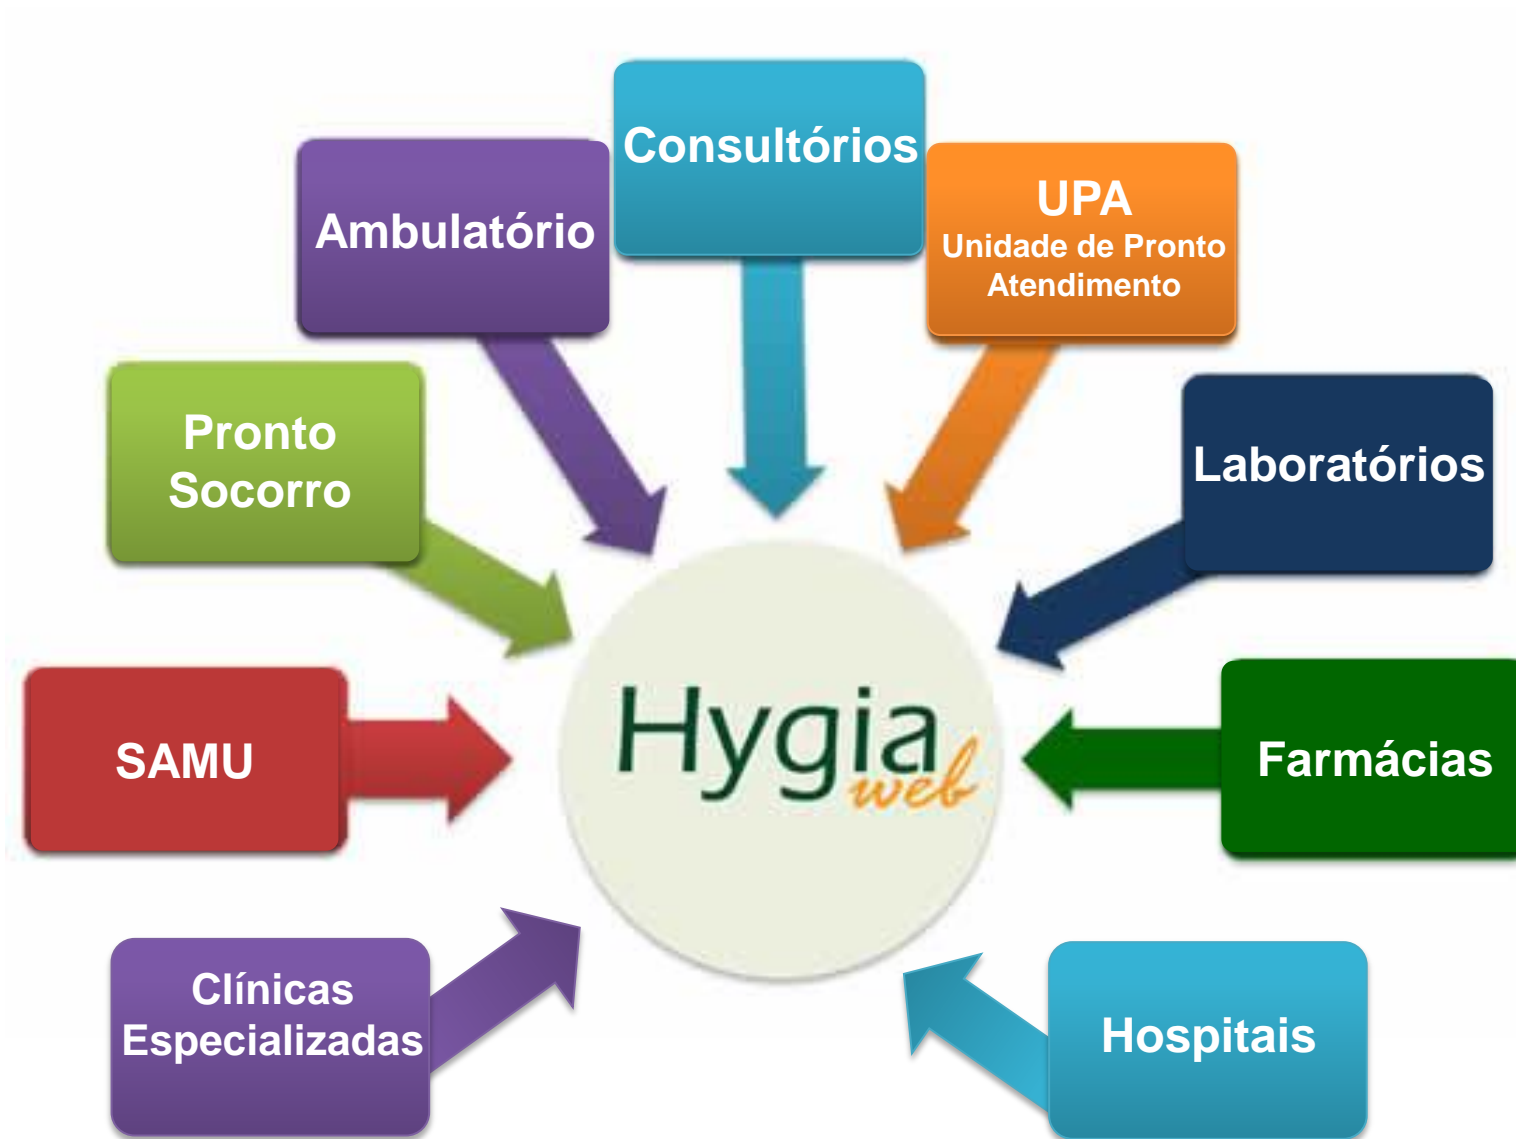 Consultórios
Ambulatório
UPA
Unidade de Pronto
Atendimento
Pronto
Socorro
Laboratórios
Hygia
web
SAMU
Farmácias
Clínicas
Especializadas
Hospitais